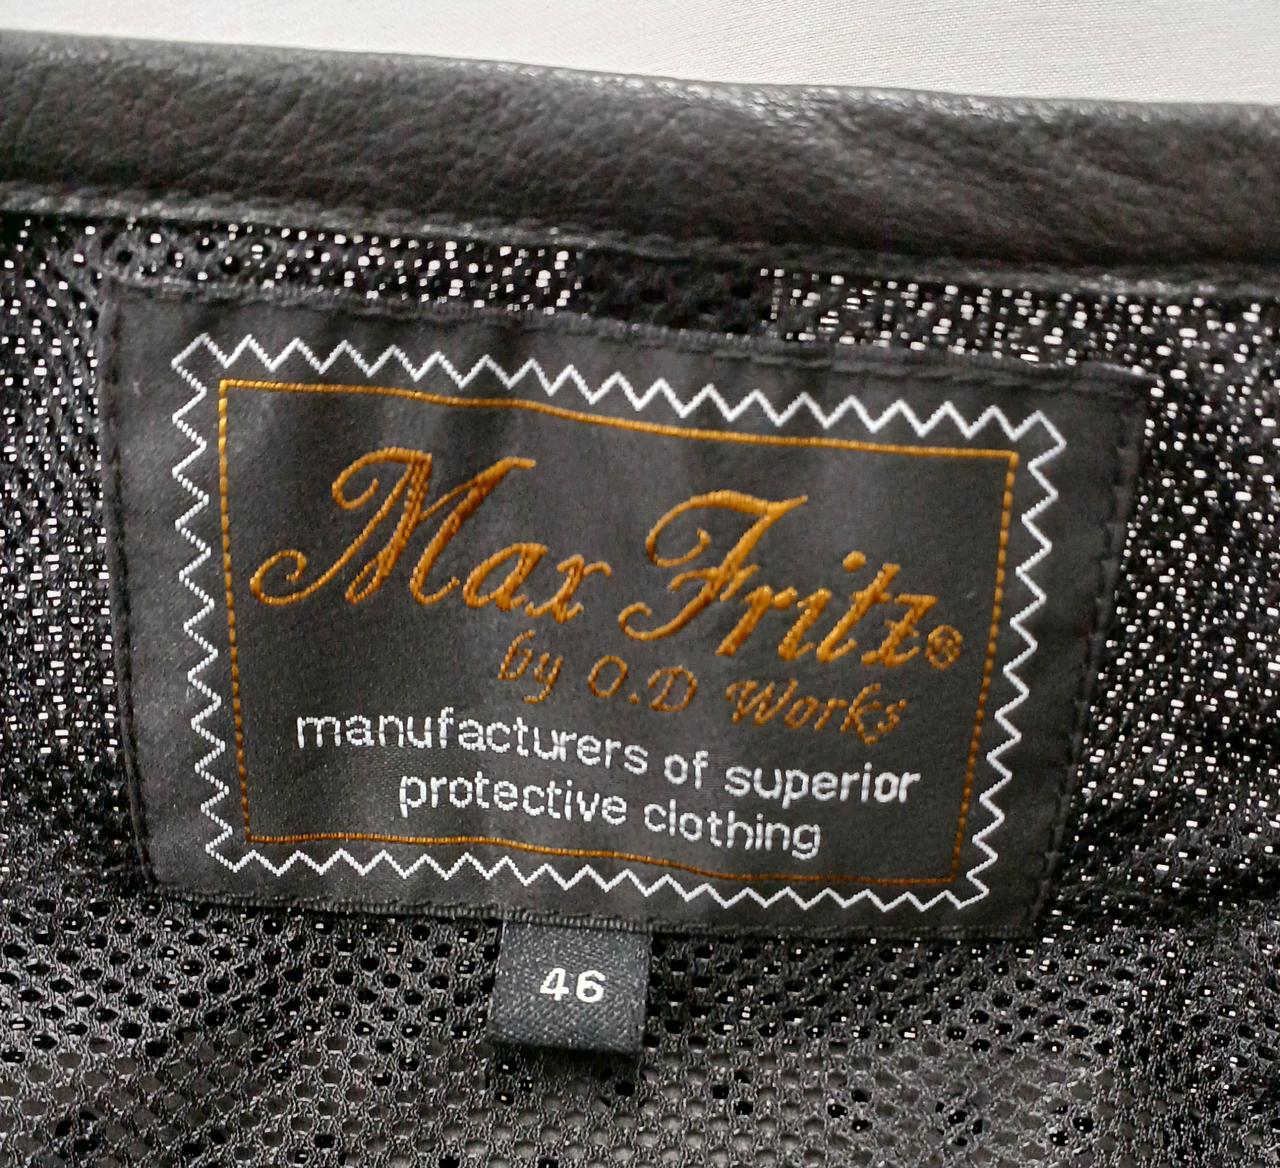 Max Fritz®
by O.D Works
manufacturers of superior
protective clothing
46